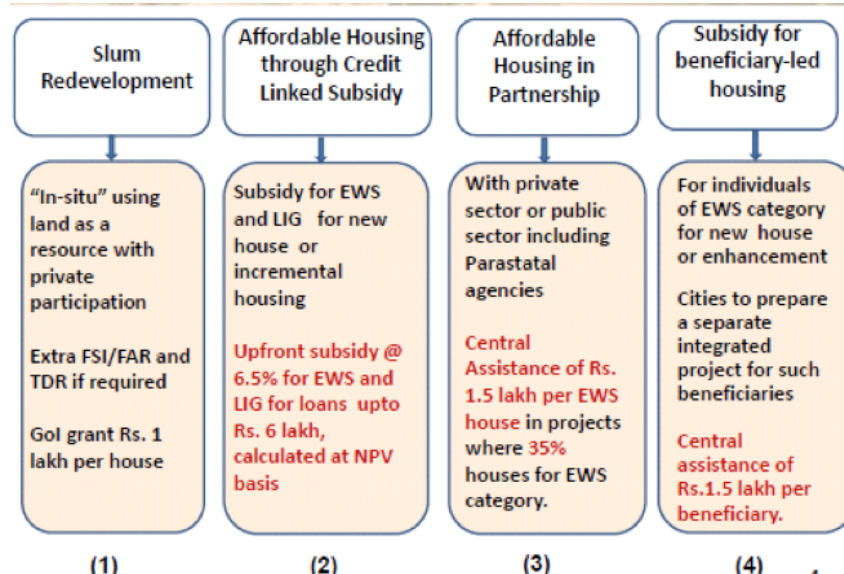 Slum
Redevelopment
Affordable Housing
through Credit
Linked Subsidy
Affordable
Housing in
Partnership
Subsidy for
beneficiary-led
housing
"In-situ" using
land as a
resource with
private
participation
Extra FSI/FAR and
TDR if required
GoI grant Rs. 1
lakh per house
Subsidy for EWS
and LIG for new
house or
incremental
housing
Upfront subsidy @
6.5% for EWS and
LIG for loans upto
Rs. 6 lakh,
calculated at NPV
basis
With private
sector or public
sector including
Parastatal
agencies
Central
Assistance of Rs.
1.5 lakh per EWS
house in projects
where 35%
houses for EWS
category.
For individuals
of EWS category
for new house
or enhancement
Cities to prepare
a separate
integrated
project for such
beneficiaries
Central
assistance of
Rs.1.5 lakh per
beneficiary.
(1)
(2)
(3)
(4)